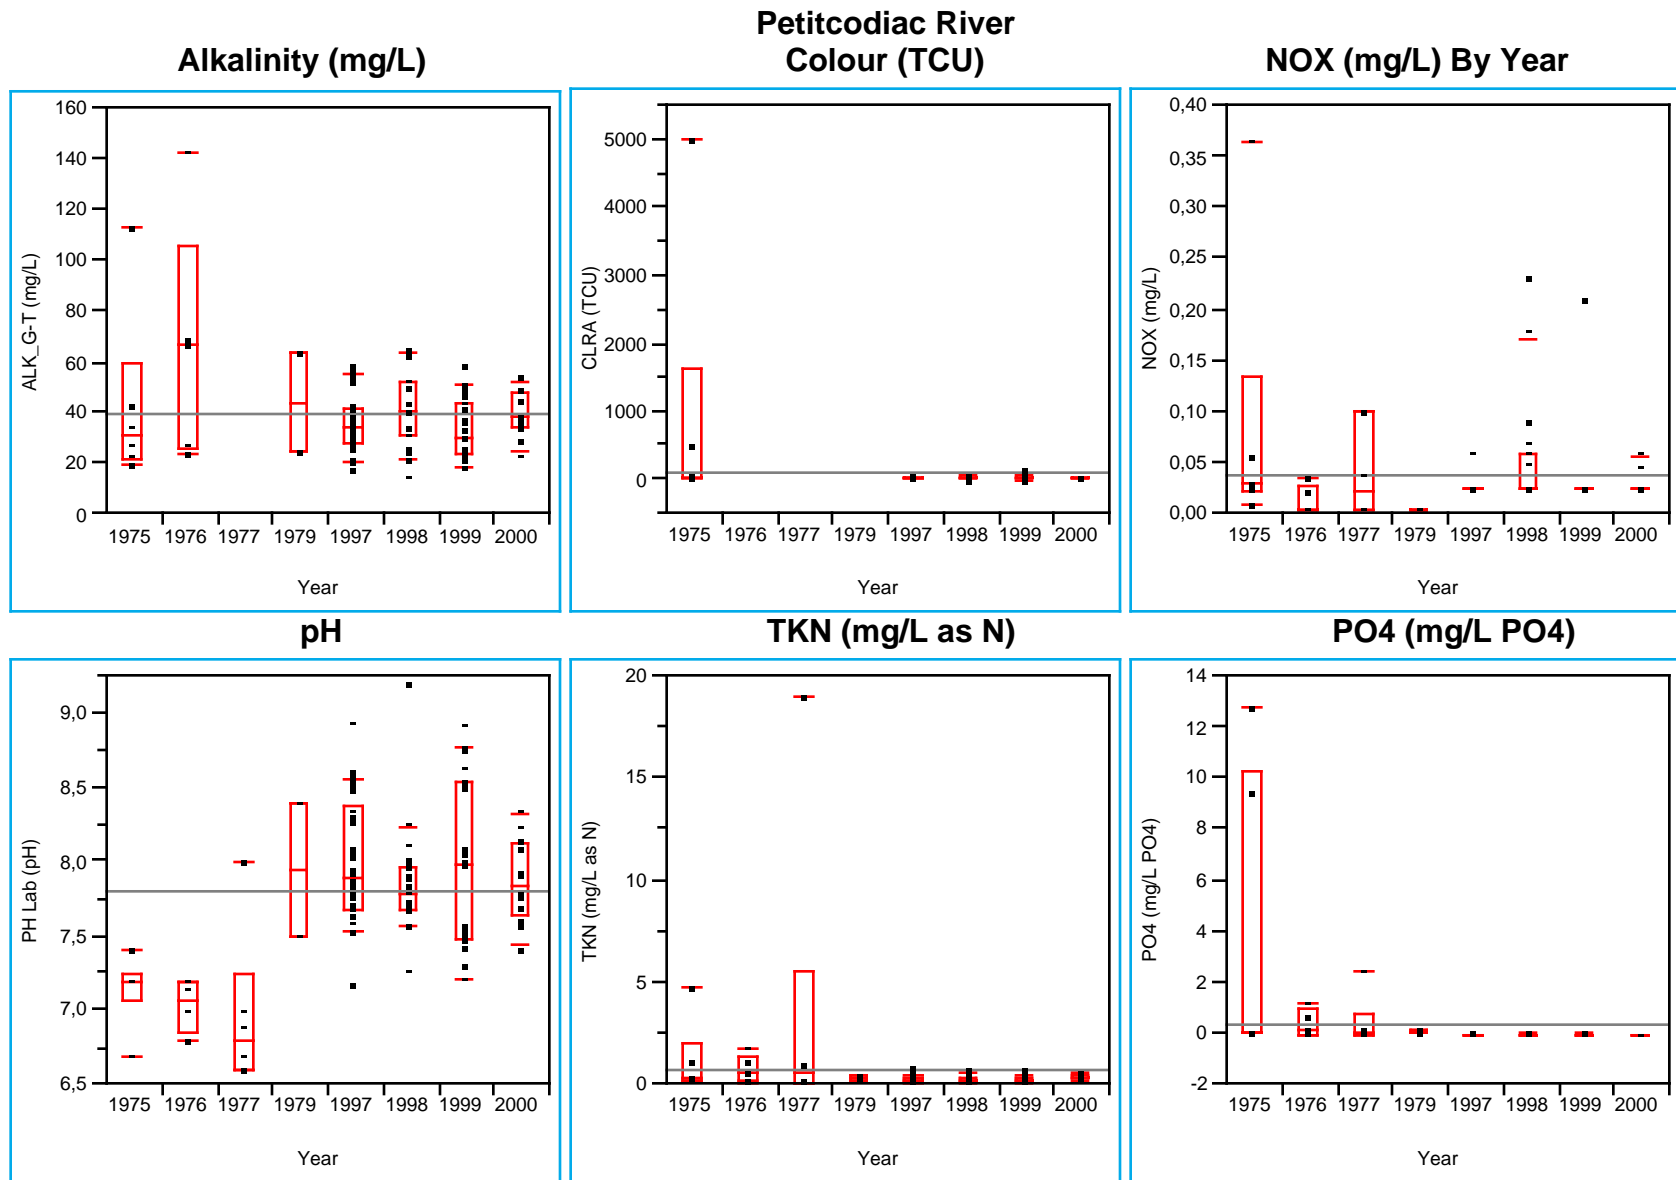 Petitcodiac River
Alkalinity (mg/L)
Colour (TCU)
NOX (mg/L) By Year
160
140
120
100
80
60
40
20
0
ALK_G-T (mg/L)
1975 1976 1977 1979 1997 1998 1999 2000
Year
5000
4000
3000
2000
1000
0
CLRA (TCU)
1975 1976 1977 1979 1997 1998 1999 2000
Year
0,40
0,35
0,30
0,25
0,20
0,15
0,10
0,05
0,00
NOX (mg/L)
1975 1976 1977 1979 1997 1998 1999 2000
Year
pH
TKN (mg/L as N)
PO4 (mg/L PO4)
9,0
8,5
8,0
7,5
7,0
6,5
PH Lab (pH)
1975 1976 1977 1979 1997 1998 1999 2000
Year
20
15
10
5
0
TKN (mg/L as N)
1975 1976 1977 1979 1997 1998 1999 2000
Year
14
12
10
8
6
4
2
0
-2
PO4 (mg/L PO4)
1975 1976 1977 1979 1997 1998 1999 2000
Year